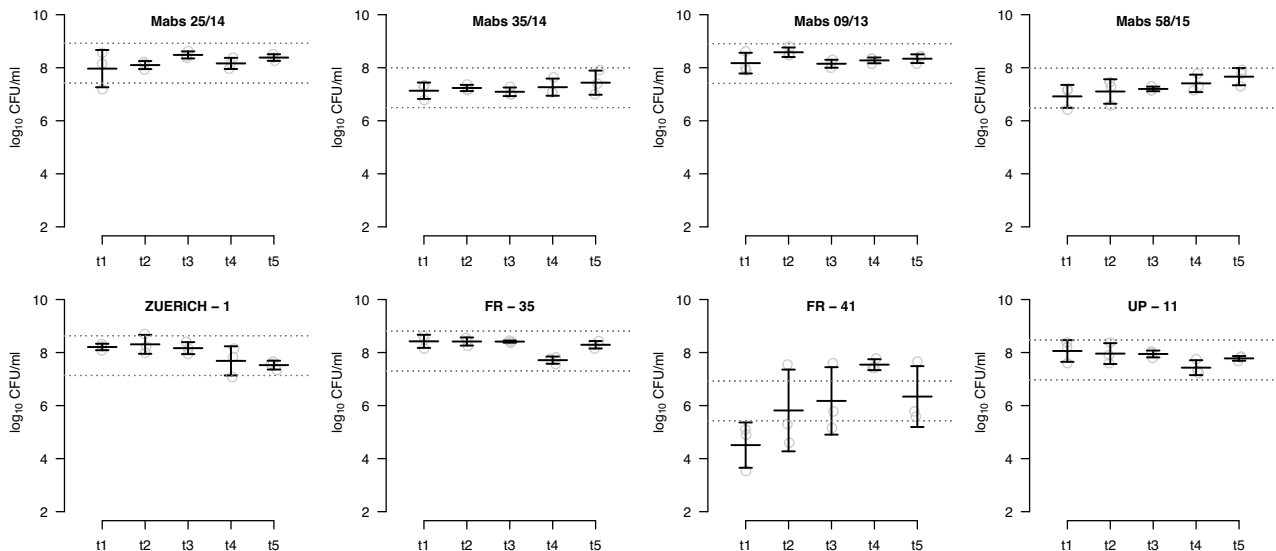 Mabs 25/14
10
8
6
4
2
log10 CFU/ml
t1 t2 t3 t4 t5
Mabs 35/14
10
8
6
4
2
log10 CFU/ml
t1 t2 t3 t4 t5
Mabs 09/13
10
8
6
4
2
log10 CFU/ml
t1 t2 t3 t4 t5
Mabs 58/15
10
8
6
4
2
log10 CFU/ml
t1 t2 t3 t4 t5
ZUERICH – 1
10
8
6
4
2
log10 CFU/ml
t1 t2 t3 t4 t5
FR – 35
10
8
6
4
2
log10 CFU/ml
t1 t2 t3 t4 t5
FR – 41
10
8
6
4
2
log10 CFU/ml
t1 t2 t3 t4 t5
UP – 11
10
8
6
4
2
log10 CFU/ml
t1 t2 t3 t4 t5